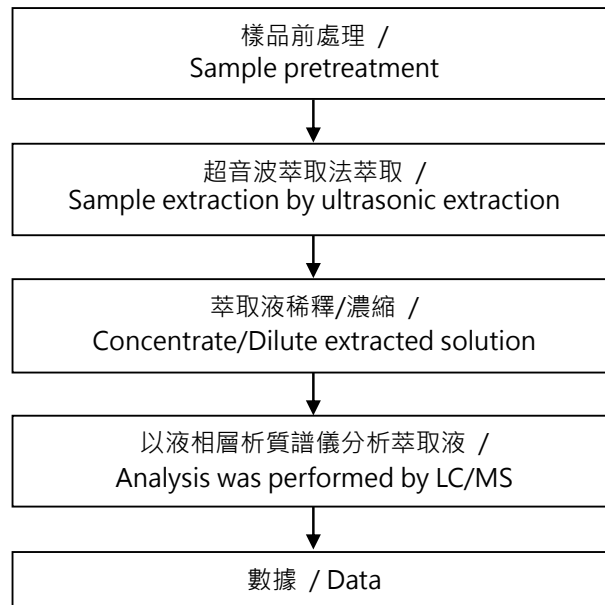 樣品前處理 /
Sample pretreatment
超音波萃取法萃取 /
Sample extraction by ultrasonic extraction
萃取液稀釋/濃縮 /
Concentrate/Dilute extracted solution
以液相層析質譜儀分析萃取液 /
Analysis was performed by LC/MS
數據 / Data